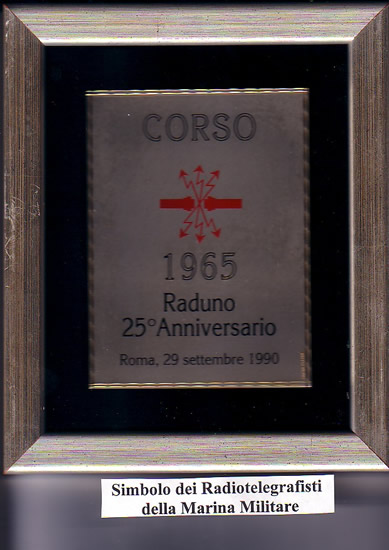 CORSO
1965
Raduno
25°Anniversario
Roma, 29 settembre 1990
Simbolo dei Radiotelegrafisti
della Marina Militare